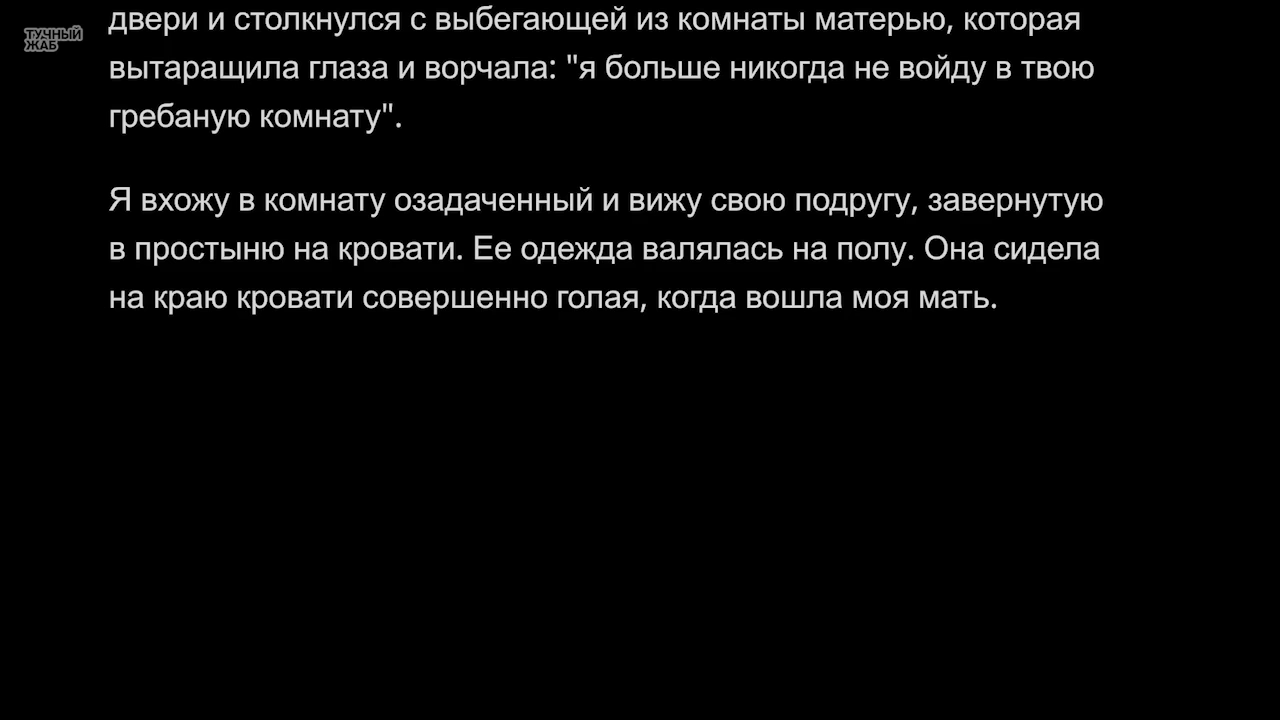 ТУЧНЫЙ
ЖАБ
двери и столкнулся с выбегающей из комнаты матерью, которая
вытаращила глаза и ворчала: "я больше никогда не войду в твою
гребаную комнату".
Я вхожу в комнату озадаченный и вижу свою подругу, завернутую
в простыню на кровати. Ее одежда валялась на полу. Она сидела
на краю кровати совершенно голая, когда вошла моя мать.